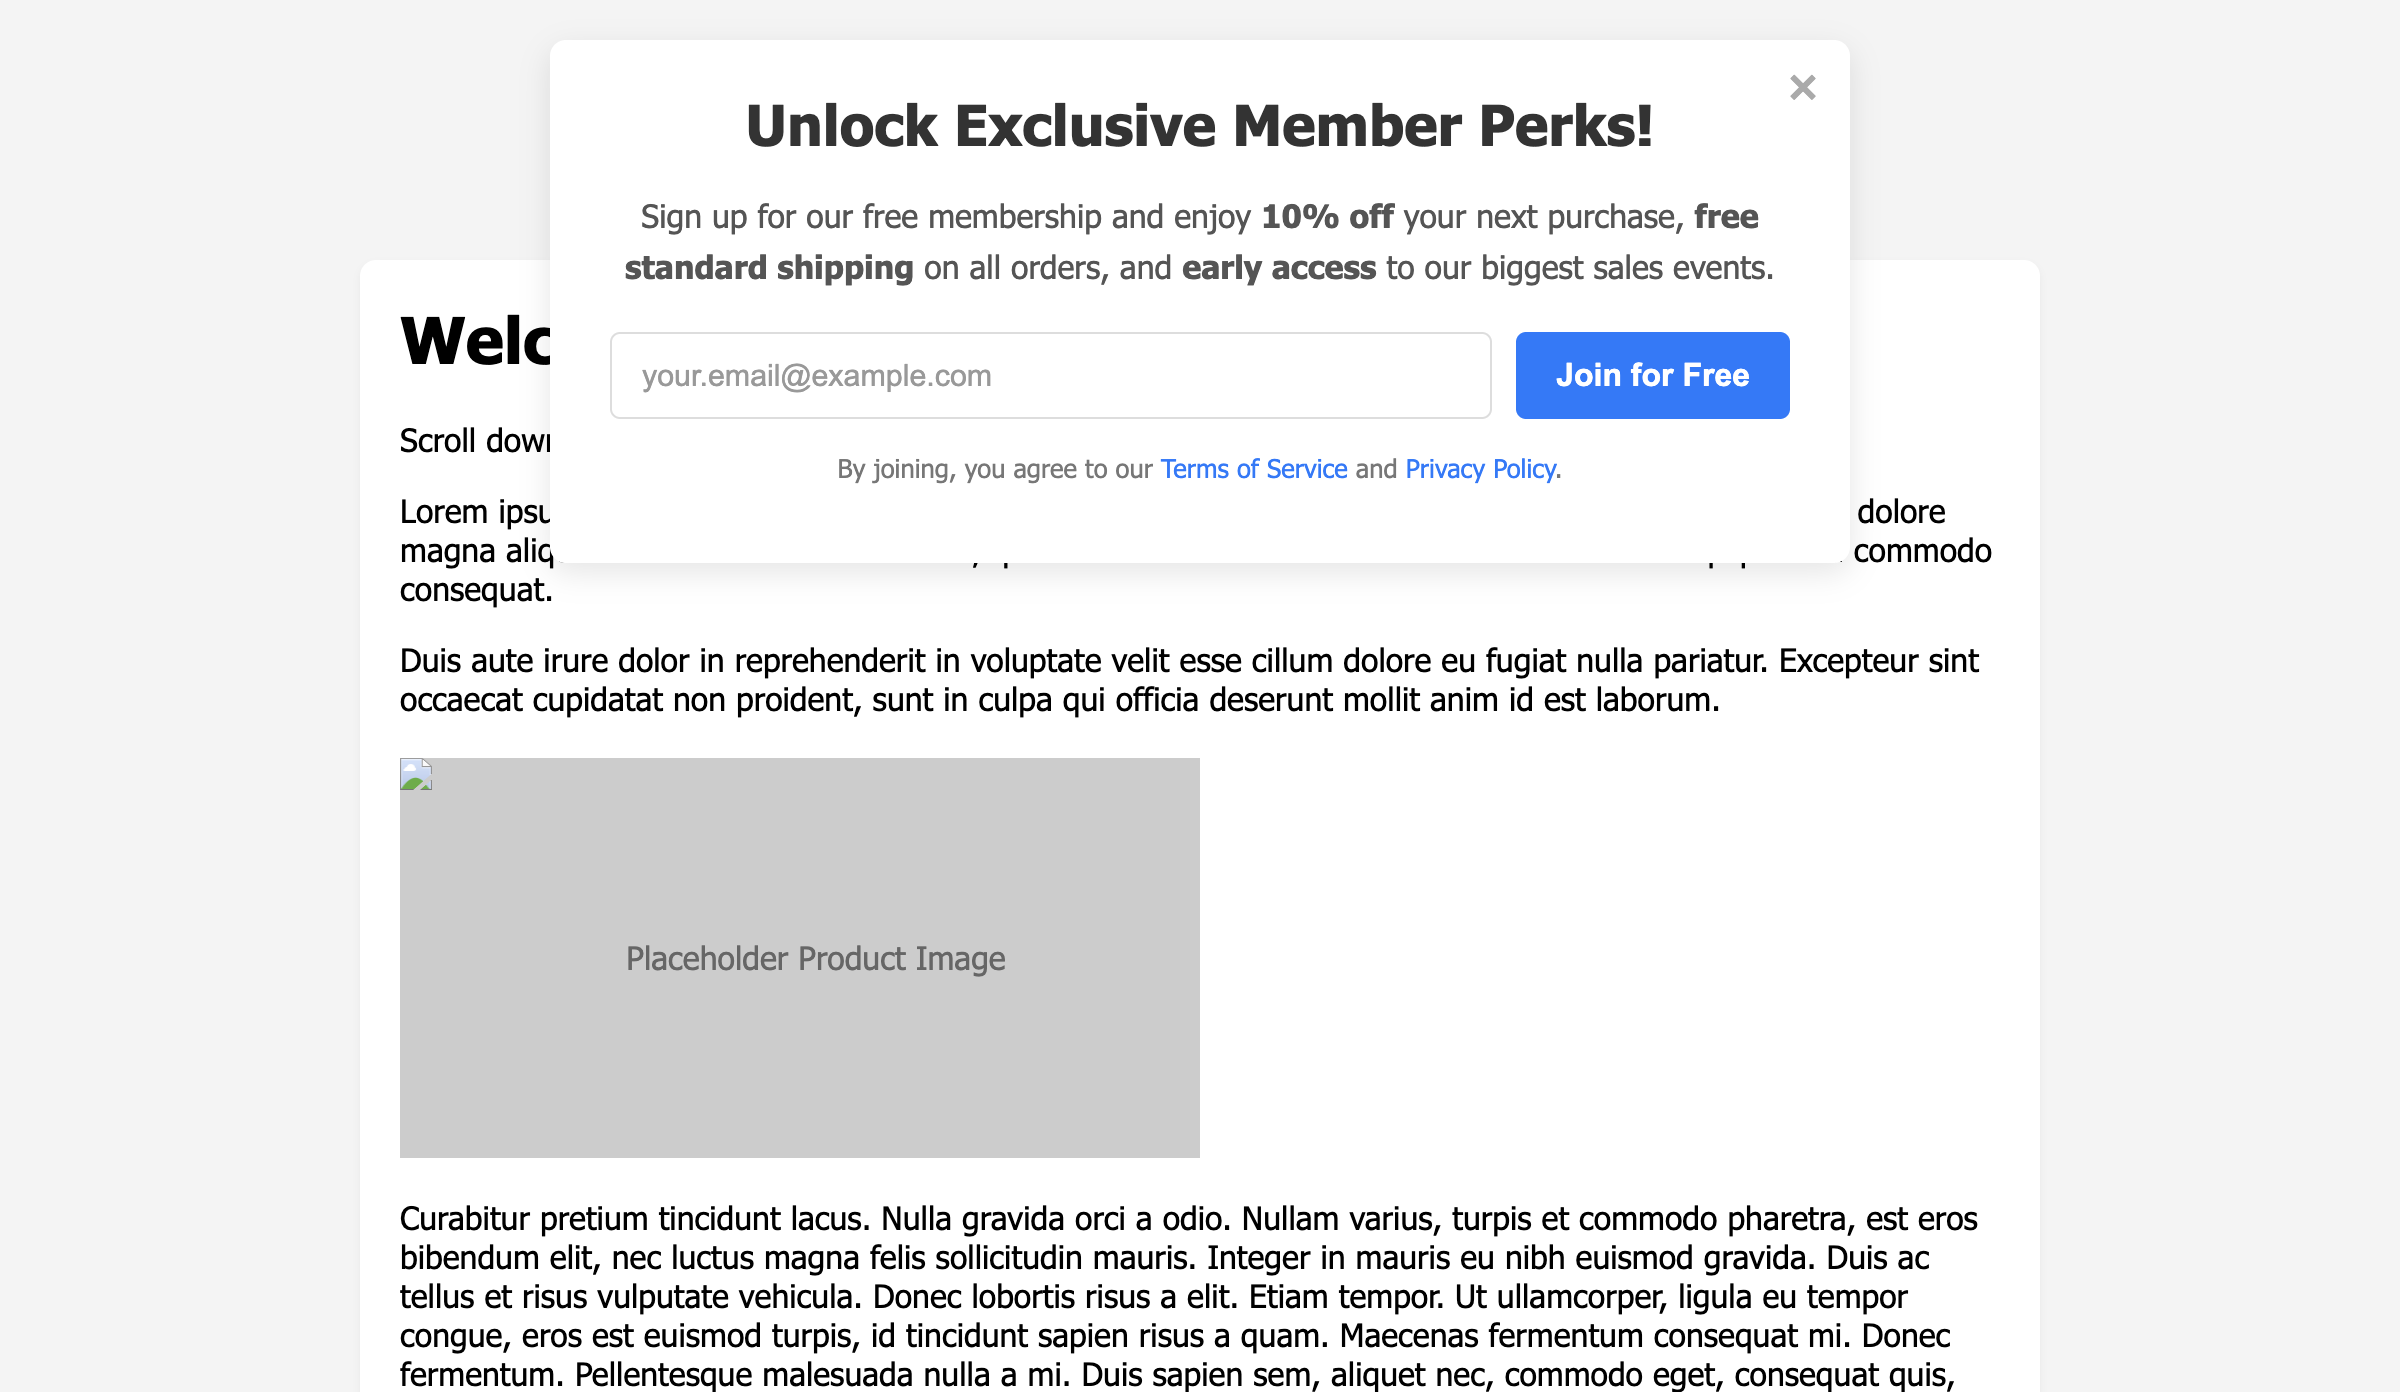 ×
Unlock Exclusive Member Perks!
Sign up for our free membership and enjoy 10% off your next purchase, free
standard shipping on all orders, and early access to our biggest sales events.
your.email@example.com
Join for Free
By joining, you agree to our Terms of Service and Privacy Policy.
Scroll down
Lorem dolore
magna commodo
consequat.
Duis aute irure dolor in reprehenderit in voluptate velit esse cillum dolore eu fugiat nulla pariatur. Excepteur sint
occaecat cupidatat non proident, sunt in culpa qui officia deserunt mollit anim id est laborum.
Placeholder Product Image
Curabitur pretium tincidunt lacus. Nulla gravida orci a odio. Nullam varius, turpis et commodo pharetra, est eros
bibendum elit, nec luctus magna felis sollicitudin mauris. Integer in mauris eu nibh euismod gravida. Duis ac
tellus et risus vulputate vehicula. Donec lobortis risus a elit. Etiam tempor. Ut ullamcorper, ligula eu tempor
congue, eros est euismod turpis, id tincidunt sapien risus a quam. Maecenas fermentum consequat mi. Donec
fermentum. Pellentesque malesuada nulla a mi. Duis sapien sem, aliquet nec, commodo eget, consequat quis,